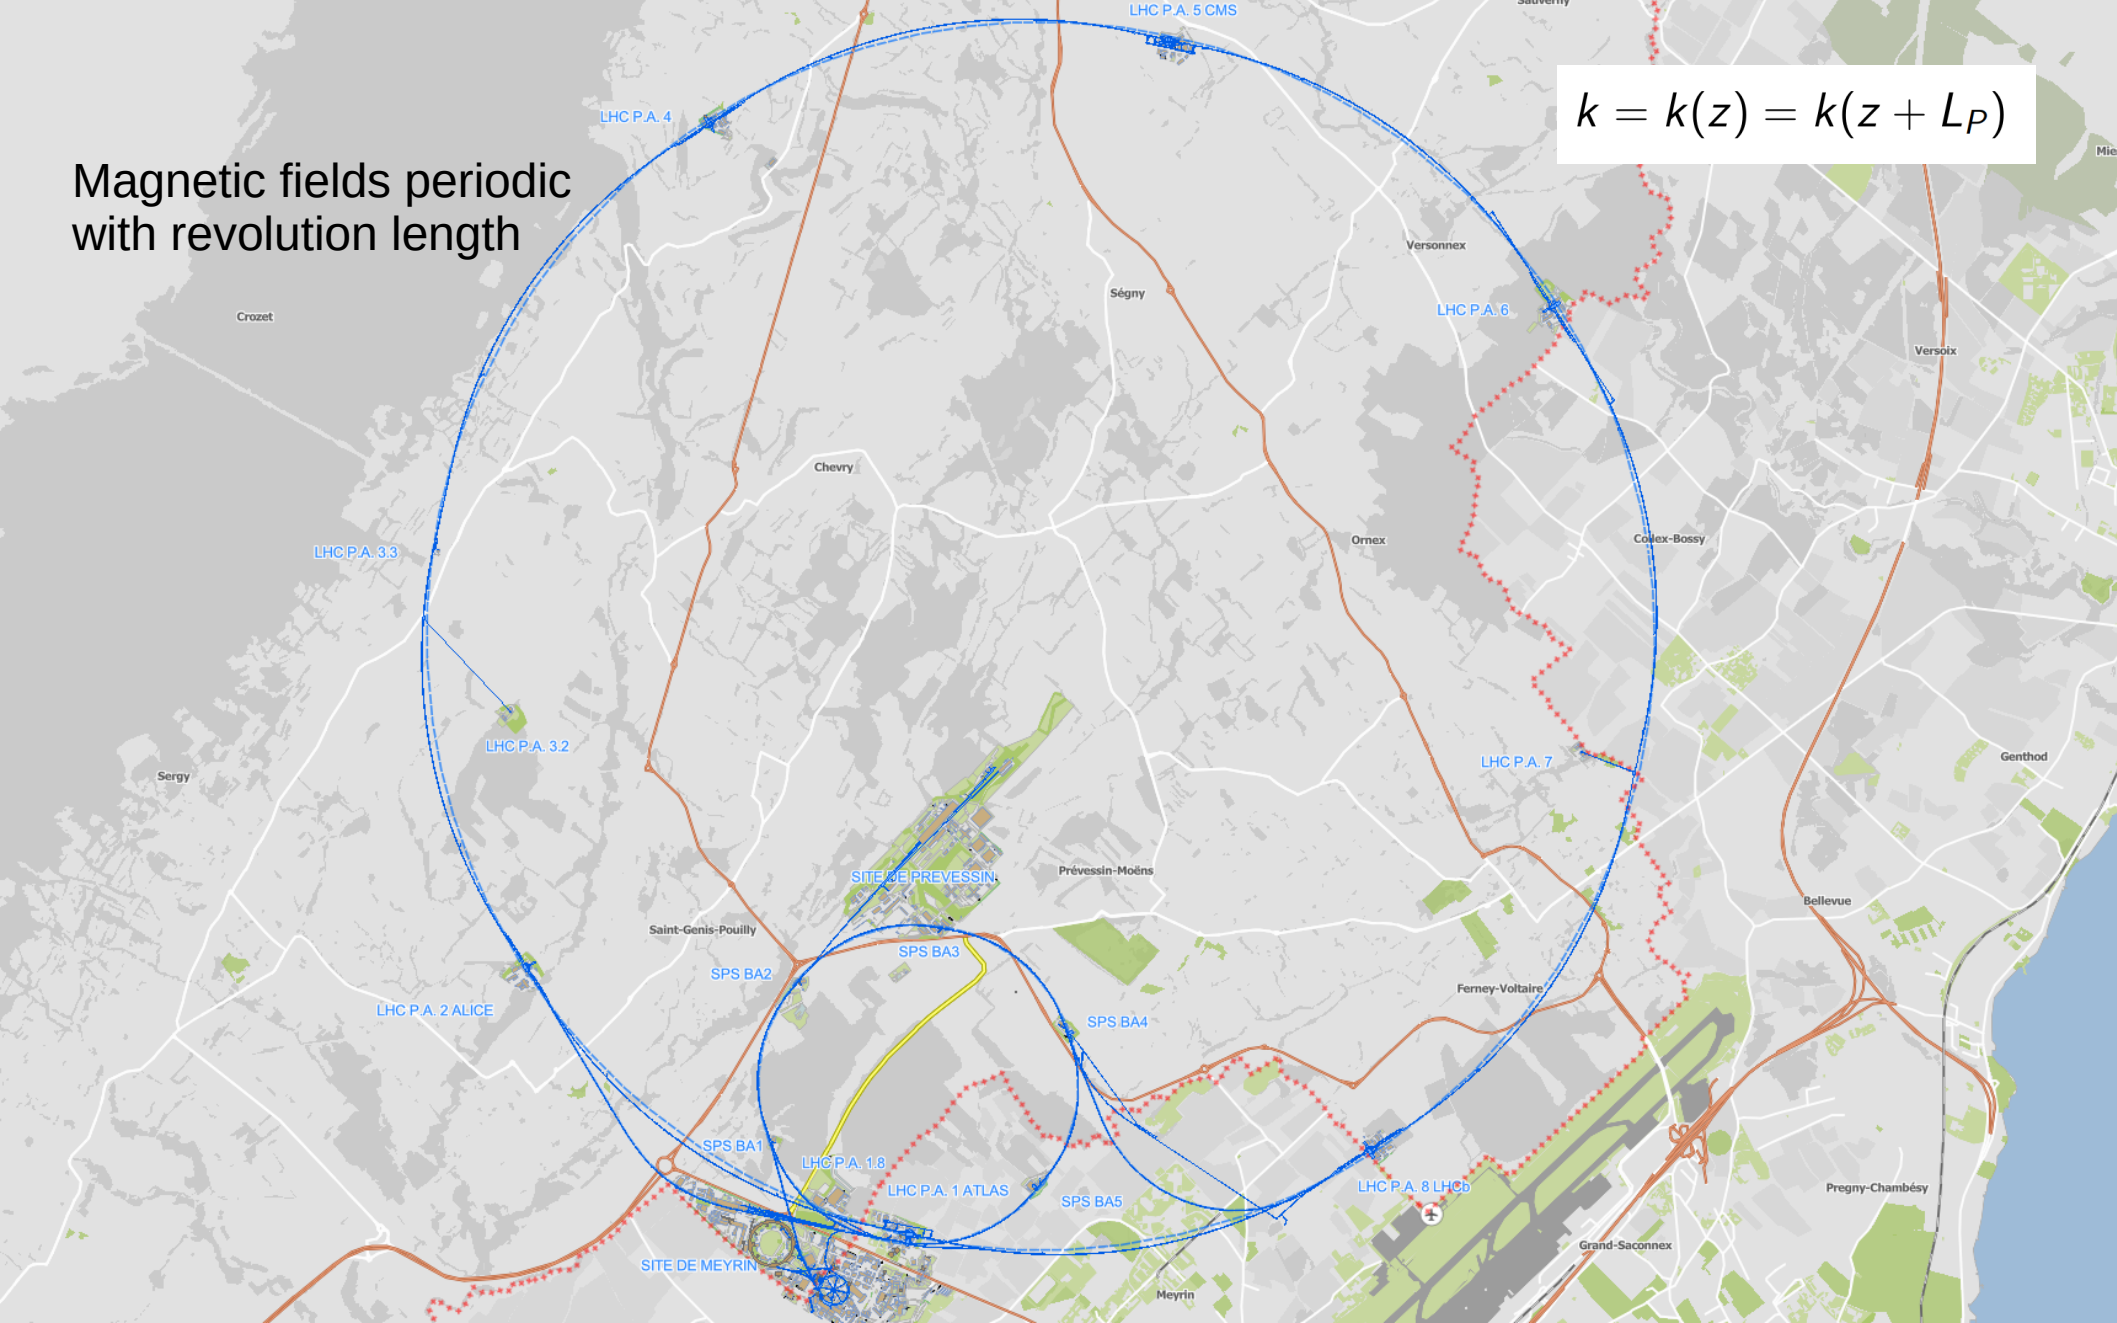 Sauverny
LHC P.A. 5 CMS
k = k(z) = k(z + L_P)
LHC P.A. 4
Magnetic fields periodic
with revolution length
Mie
Versonnex
Ségny
LHC P.A. 6
Crozet
Versoix
Chevry
Ornex
Collex-Bossy
LHC P.A. 3.3
LHC P.A. 3.2
LHC P.A. 7
Genthod
Sergy
SITE DE PREVESSIN
Prévessin-Moëns
Bellevue
Saint-Genis-Pouilly
SPS BA3
SPS BA2
Ferney-Voltaire
LHC P.A. 2 ALICE
SPS BA4
SPS BA1
LHC P.A. 1.8
LHC P.A. 1 ATLAS
SPS BA5
LHC P.A. 8 LHCb
Pregny-Chambésy
Grand-Saconnex
SITE DE MEYRIN
Meyrin